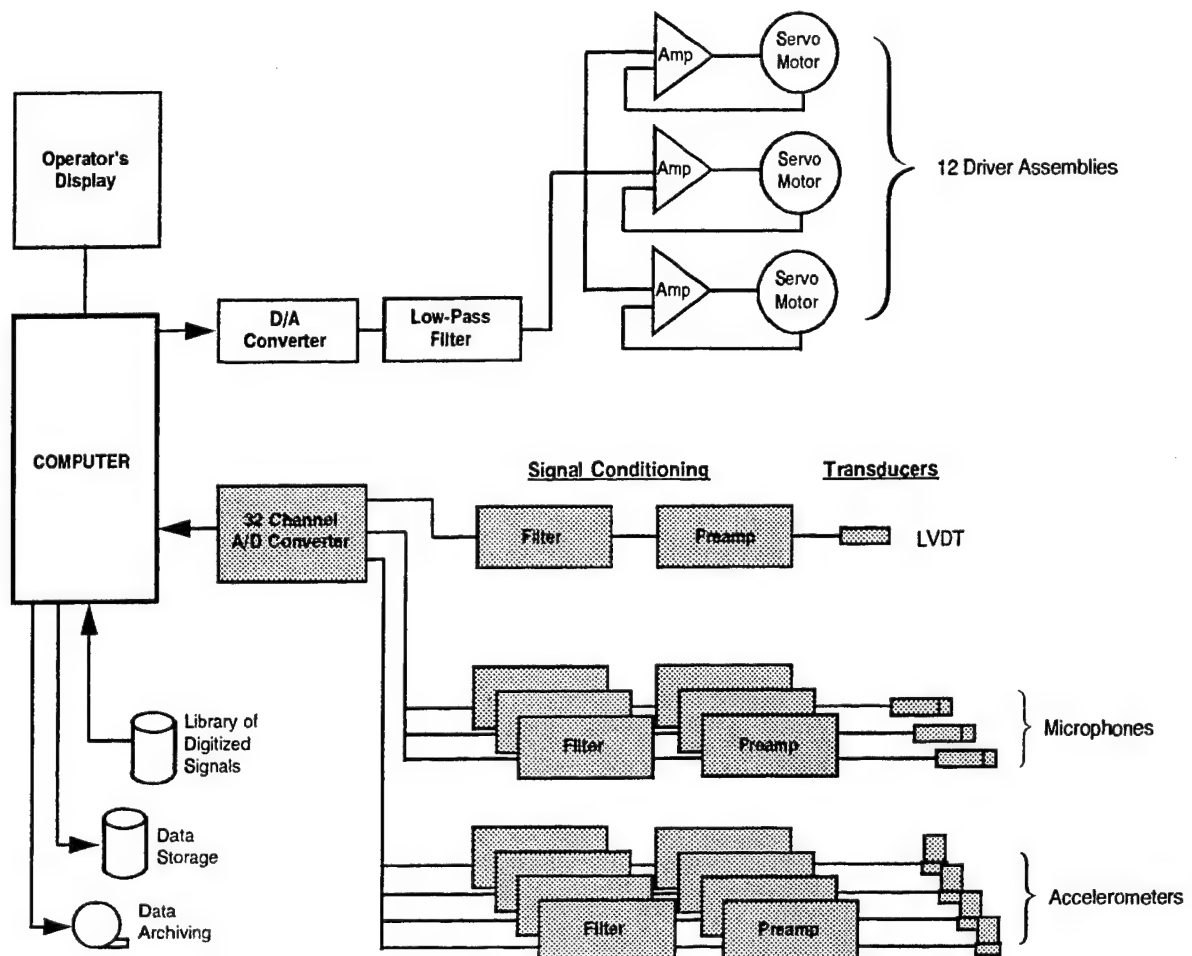 Amp
Servo
Motor
Operator's
Display
Amp
Servo
Motor
12 Driver Assemblies
Amp
Servo
Motor
D/A
Converter
Low-Pass
Filter
COMPUTER
Signal Conditioning
Transducers
32 Channel
A/D Converter
Filter
Preamp
LVDT
Library of
Digitized
Signals
Filter
Preamp
Microphones
Data
Storage
Data
Archiving
Filter
Preamp
Accelerometers